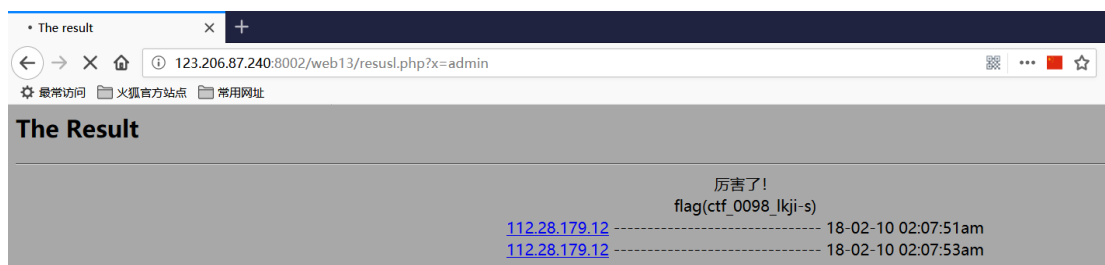 • The result
123.206.87.240:8002/web13/resusl.php?x=admin
最常访问 火狐官方站点 常用网址
The Result
厉害了!
flag(ctf_0098_lkji-s)
112.28.179.12 ------------------------------- 18-02-10 02:07:51am
112.28.179.12 ------------------------------- 18-02-10 02:07:53am